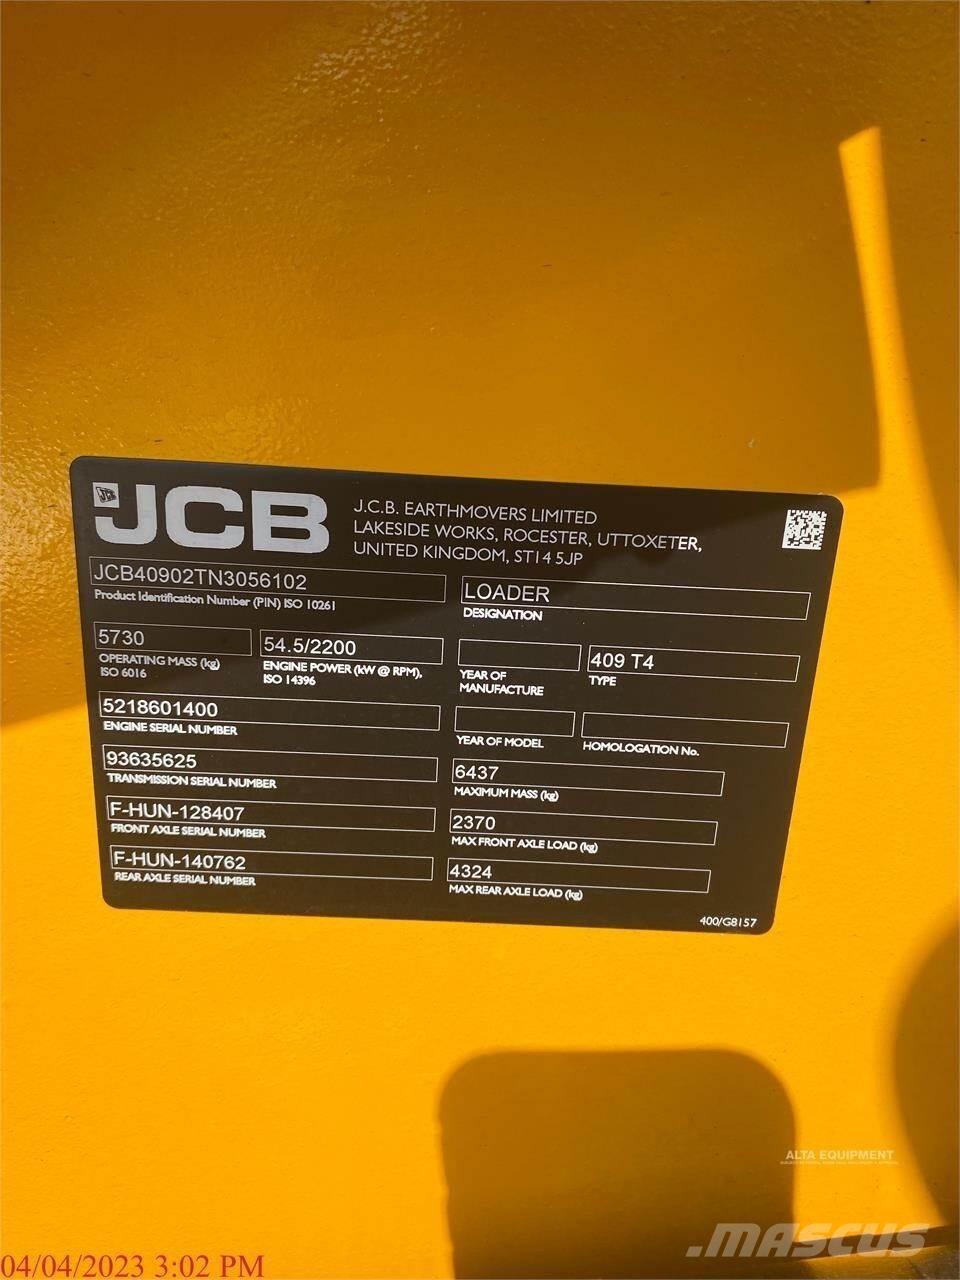 JCB
J.C.B. EARTHMOVERS LIMITED
LAKESIDE WORKS, ROCESTER, UTTOXETER,
UNITED KINGDOM, ST14 5JP
JCB40902TN3056102
Product Identification Number (PIN) ISO 10261
LOADER
DESIGNATION
5730
OPERATING MASS (kg)
ISO 6016
54.5/2200
ENGINE POWER (kW @ RPM),
ISO 14396
YEAR OF
MANUFACTURE
409 T4
TYPE
5218601400
ENGINE SERIAL NUMBER
YEAR OF MODEL
HOMOLOGATION No.
93635625
TRANSMISSION SERIAL NUMBER
6437
MAXIMUM MASS (kg)
F-HUN-128407
FRONT AXLE SERIAL NUMBER
2370
MAX FRONT AXLE LOAD (kg)
F-HUN-140762
REAR AXLE SERIAL NUMBER
4324
MAX REAR AXLE LOAD (kg)
400/G8157
ALTA EQUIPMENT
.MASCUS
04/04/2023 3:02 PM